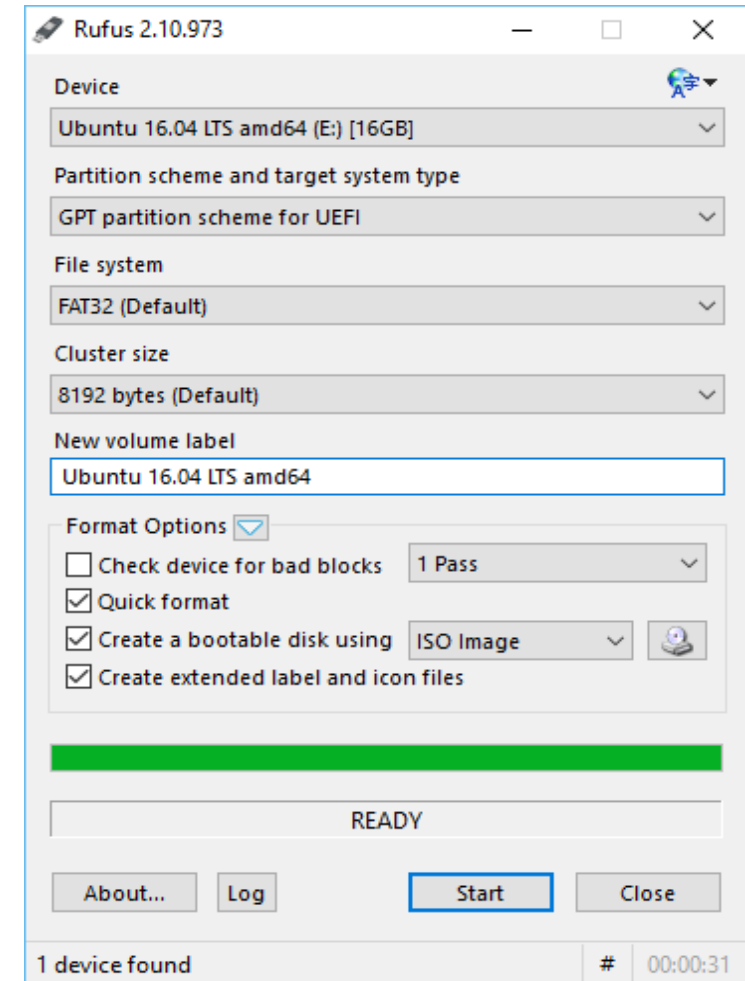 Rufus 2.10.973
Device
Ubuntu 16.04 LTS amd64 (E:) [16GB]
Partition scheme and target system type
GPT partition scheme for UEFI
File system
FAT32 (Default)
Cluster size
8192 bytes (Default)
New volume label
Ubuntu 16.04 LTS amd64
Format Options
Check device for bad blocks 1 Pass
Quick format
Create a bootable disk using ISO Image
Create extended label and icon files
READY
About... Log Start Close
1 device found # 00:00:31